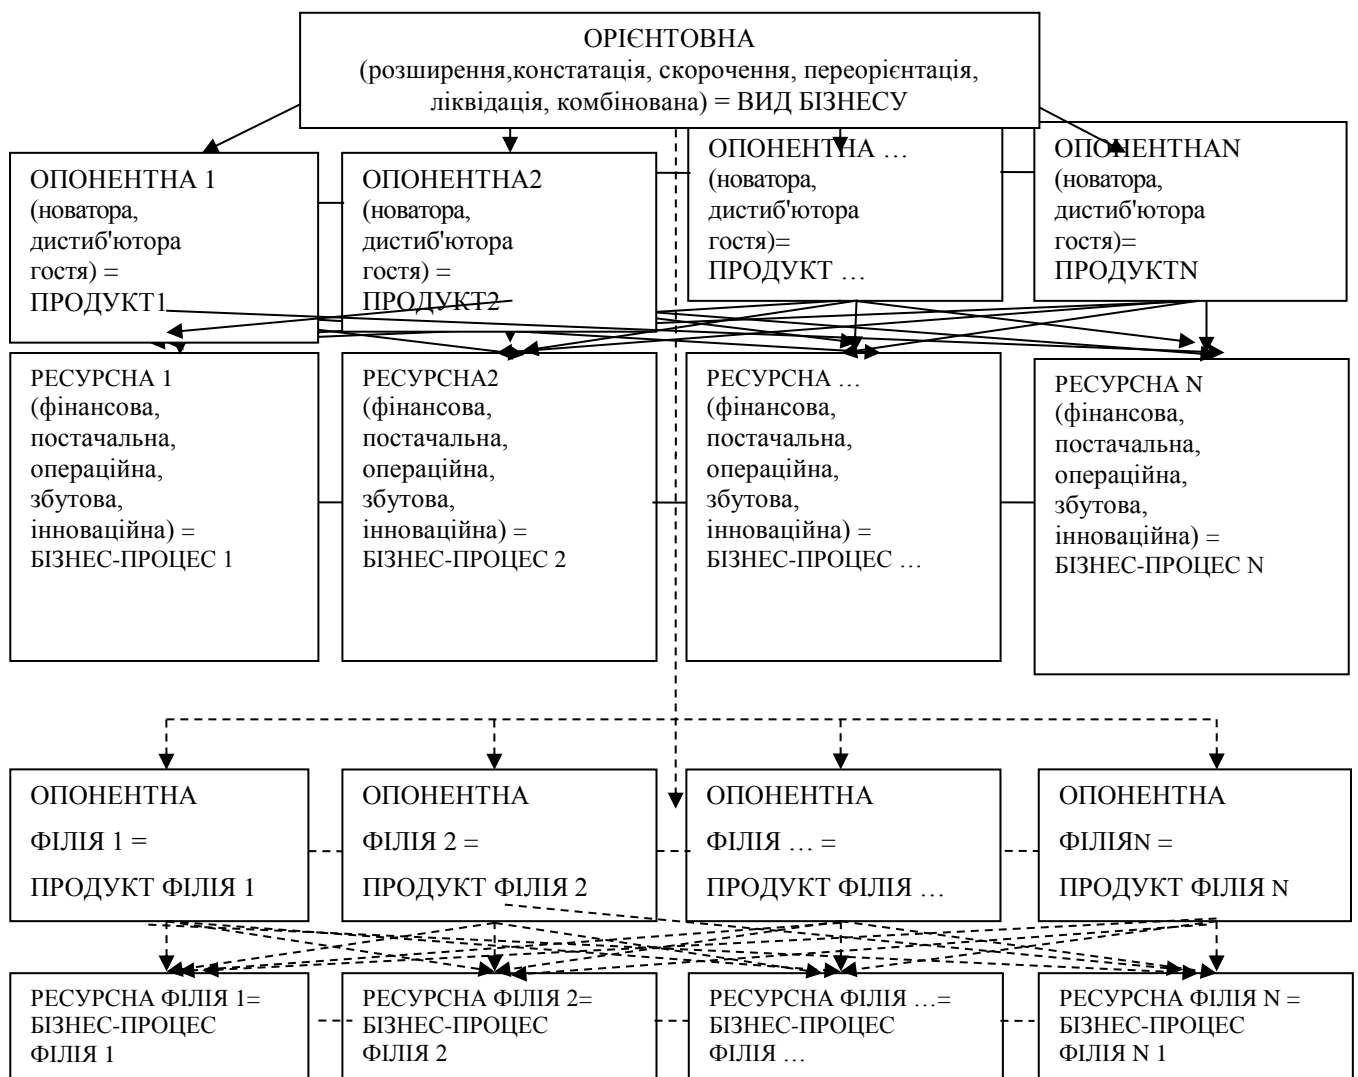 ОРІЄНТОВНА
(розширення,констатація, скорочення, переорієнтація,
ліквідація, комбінована) = ВИД БІЗНЕСУ
ОПОНЕНТНА 1
(новатора,
дистиб'ютора
гостя) =
ПРОДУКТ1
ОПОНЕНТНА2
(новатора,
дистиб'ютора
гостя) =
ПРОДУКТ2
ОПОНЕНТНА …
(новатора,
дистиб'ютора
гостя)=
ПРОДУКТ …
ОПОНЕНТНАN
(новатора,
дистиб'ютора
гостя)=
ПРОДУКТN
РЕСУРСНА 1
(фінансова,
постачальна,
операційна,
збутова,
інноваційна) =
БІЗНЕС-ПРОЦЕС 1
РЕСУРСНА2
(фінансова,
постачальна,
операційна,
збутова,
інноваційна) =
БІЗНЕС-ПРОЦЕС 2
РЕСУРСНА …
(фінансова,
постачальна,
операційна,
збутова,
інноваційна) =
БІЗНЕС-ПРОЦЕС …
РЕСУРСНА N
(фінансова,
постачальна,
операційна,
збутова,
інноваційна) =
БІЗНЕС-ПРОЦЕС N
ОПОНЕНТНА
ФІЛІЯ 1 =
ПРОДУКТ ФІЛІЯ 1
ОПОНЕНТНА
ФІЛІЯ 2 =
ПРОДУКТ ФІЛІЯ 2
ОПОНЕНТНА
ФІЛІЯ … =
ПРОДУКТ ФІЛІЯ …
ОПОНЕНТНА
ФІЛІЯN =
ПРОДУКТ ФІЛІЯ N
РЕСУРСНА ФІЛІЯ 1=
БІЗНЕС-ПРОЦЕС
ФІЛІЯ 1
РЕСУРСНА ФІЛІЯ 2=
БІЗНЕС-ПРОЦЕС
ФІЛІЯ 2
РЕСУРСНА ФІЛІЯ …=
БІЗНЕС-ПРОЦЕС
ФІЛІЯ …
РЕСУРСНА ФІЛІЯ N =
БІЗНЕС-ПРОЦЕС
ФІЛІЯ N 1